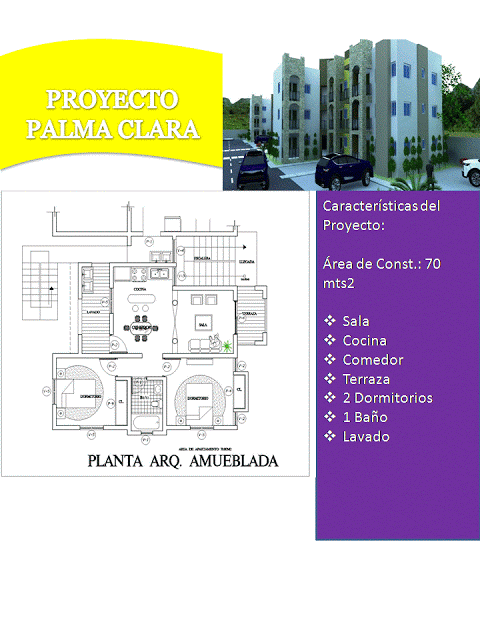 PROYECTO
PALMA CLARA
Características del
Proyecto:
Área de Const.: 70
mts2
Sala
Cocina
Comedor
Terraza
2 Dormitorios
1 Baño
Lavado
ESCALERA
LLEGADA
COCINA
LAVADO
COMEDOR
SALA
TERRAZA
DORMITORIO
CL.
Baño
DORMITORIO
CL.
PLANTA ARQ. AMUEBLADA